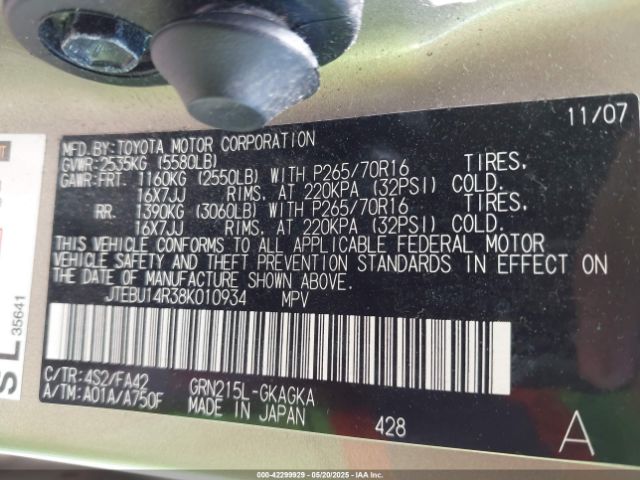 11/07
MFD.BY:TOYOTA MOTOR CORPORATION
GVWR:2535KG (5580LB)
GAWR:FRT. 1160KG (2550LB) WITH P265/70R16 TIRES,
16X7JJ RIMS, AT 220KPA (32PSI) COLD.
RR. 1390KG (3060LB) WITH P265/70R16 TIRES,
16X7JJ RIMS, AT 220KPA (32PSI) COLD.
THIS VEHICLE CONFORMS TO ALL APPLICABLE FEDERAL MOTOR
VEHICLE SAFETY AND THEFT PREVENTION STANDARDS IN EFFECT ON
THE DATE OF MANUFACTURE SHOWN ABOVE.
JTEBU14R38K010934 MPV
C/TR: 4S2/FA42 GRN215L-GKAGKA
A/TM: A01A/A750F MADE IN JAPAN
428
A
SL
35641
000-42299929 - 05/20/2025 - IAAI.COM